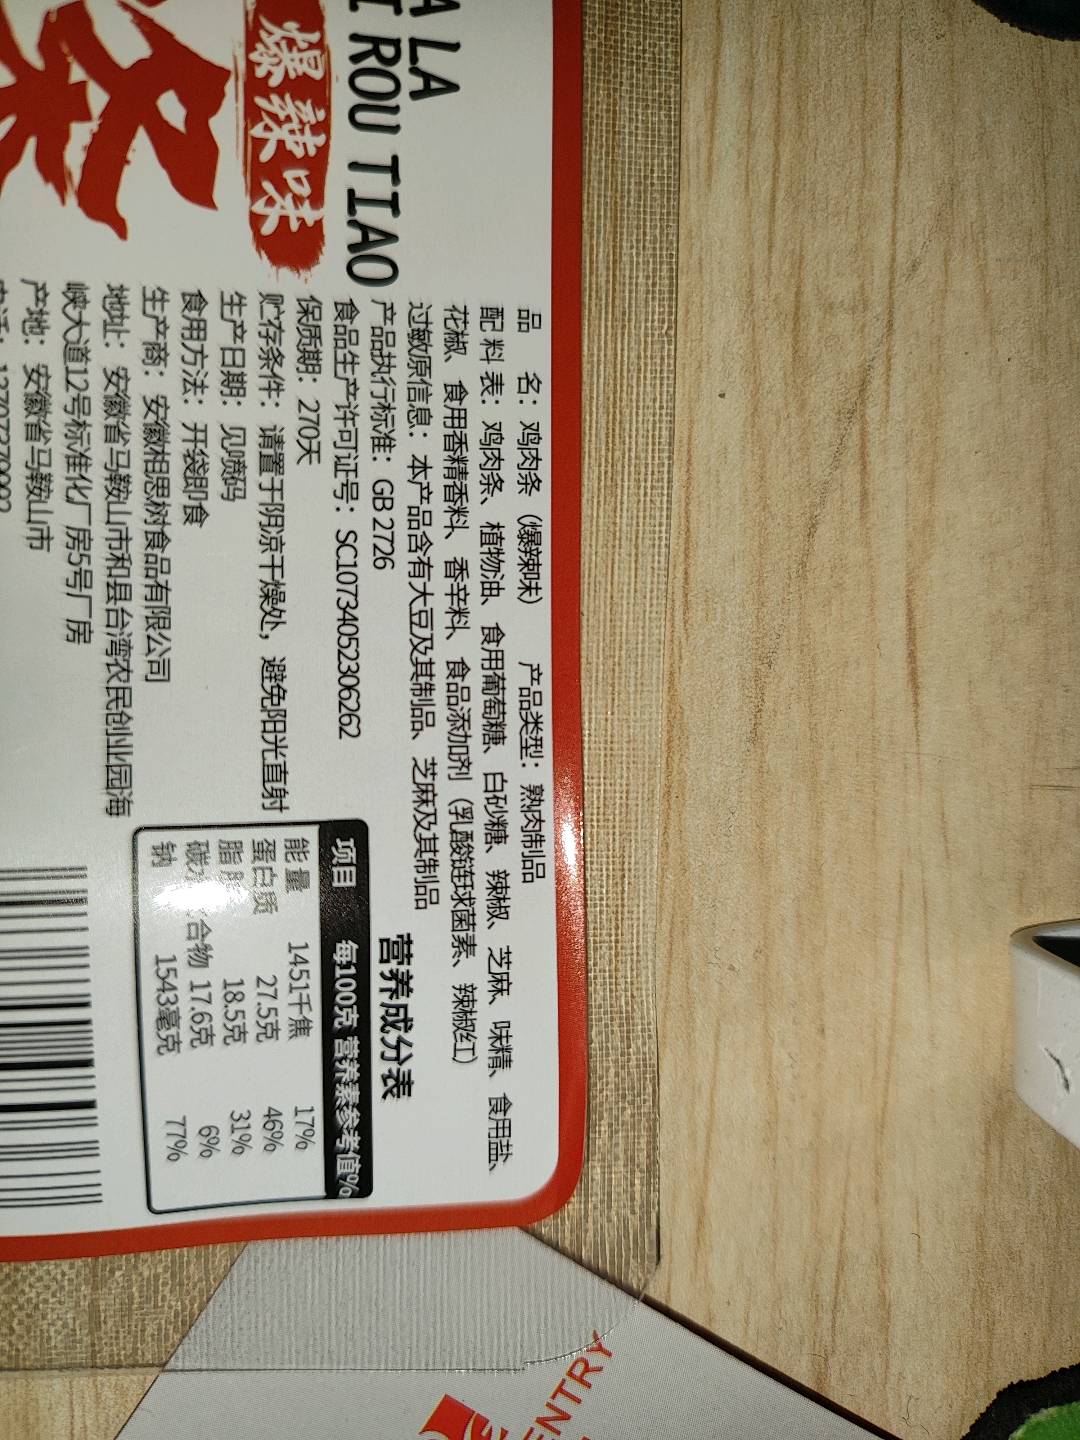 LA
ROU TIAO
爆辣味
品 名：鸡肉条（爆辣味） 产品类型：熟肉制品
配料表：鸡肉条、植物油、食用葡萄糖、白砂糖、辣椒、芝麻、味精、食用盐、
花椒、食用香精香料、香辛料、食品添加剂（乳酸链球菌素、辣椒红）
过敏原信息：本产品含有大豆及其制品、芝麻及其制品
产品执行标准：GB 2726
食品生产许可证号：SC10734052306262
保质期：270天
贮存条件：请置于阴凉干燥处，避免阳光直射
生产日期：见喷码
食用方法：开袋即食
生产商：安徽相思树食品有限公司
地址：安徽省马鞍山市和县台湾农民创业园海
峡大道12号标准化厂房5号厂房
产地：安徽省马鞍山市
营养成分表
项目 每100克 营养素参考值%
能量 1451千焦 17%
蛋白质 27.5克 46%
脂 18.5克 31%
碳 合物 17.6克 6%
钠 1543毫克 77%
ENTRY